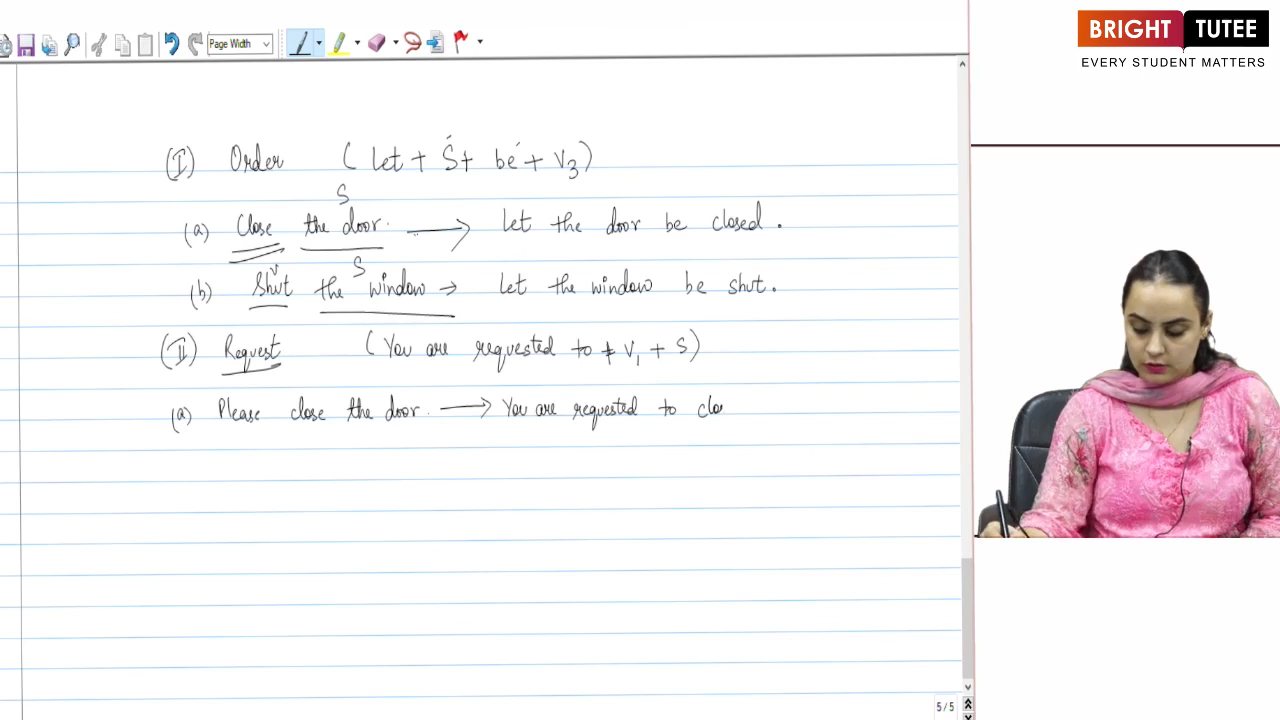 Page Width
BRIGHT TUTEE
EVERY STUDENT MATTERS
(I) Order ( let + S + be + V3)
S
(a) Close the door. → Let the door be closed.
V S
(b) Shut the window → Let the window be shut.
(II) Request (You are requested to + V1 + S)
(a) Please close the door. → You are requested to clo
5/5